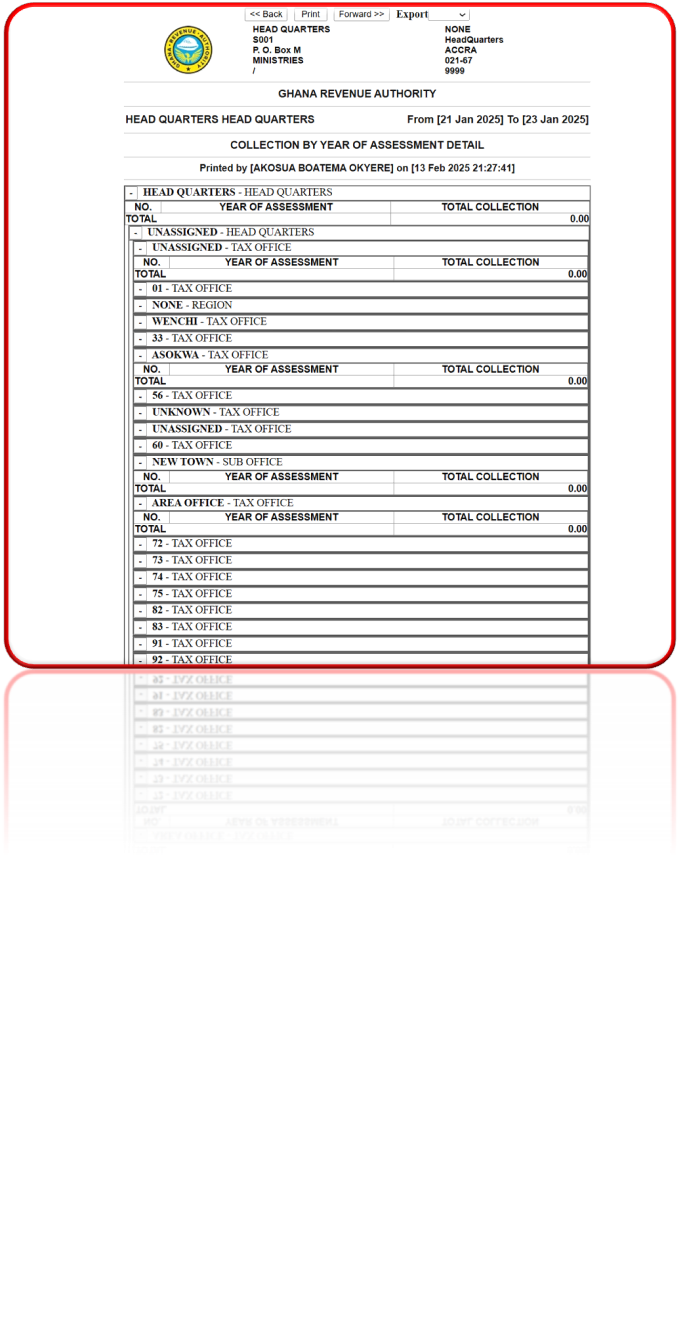 << Back Print Forward >> Export
HEAD QUARTERS NONE
S001 HeadQuarters
P. O. Box M ACCRA
MINISTRIES 021-67
/ 9999
GHANA REVENUE AUTHORITY
GHANA REVENUE AUTHORITY
HEAD QUARTERS HEAD QUARTERS From [21 Jan 2025] To [23 Jan 2025]
COLLECTION BY YEAR OF ASSESSMENT DETAIL
Printed by [AKOSUA BOATEMA OKYERE] on [13 Feb 2025 21:27:41]
- HEAD QUARTERS - HEAD QUARTERS
NO. YEAR OF ASSESSMENT TOTAL COLLECTION
TOTAL 0.00
- UNASSIGNED - HEAD QUARTERS
- UNASSIGNED - TAX OFFICE
NO. YEAR OF ASSESSMENT TOTAL COLLECTION
TOTAL 0.00
- 01 - TAX OFFICE
- NONE - REGION
- WENCHI - TAX OFFICE
- 33 - TAX OFFICE
- ASOKWA - TAX OFFICE
NO. YEAR OF ASSESSMENT TOTAL COLLECTION
TOTAL 0.00
- 56 - TAX OFFICE
- UNKNOWN - TAX OFFICE
- UNASSIGNED - TAX OFFICE
- 60 - TAX OFFICE
- NEW TOWN - SUB OFFICE
NO. YEAR OF ASSESSMENT TOTAL COLLECTION
TOTAL 0.00
- AREA OFFICE - TAX OFFICE
NO. YEAR OF ASSESSMENT TOTAL COLLECTION
TOTAL 0.00
- 72 - TAX OFFICE
- 73 - TAX OFFICE
- 74 - TAX OFFICE
- 75 - TAX OFFICE
- 82 - TAX OFFICE
- 83 - TAX OFFICE
- 91 - TAX OFFICE
- 92 - TAX OFFICE